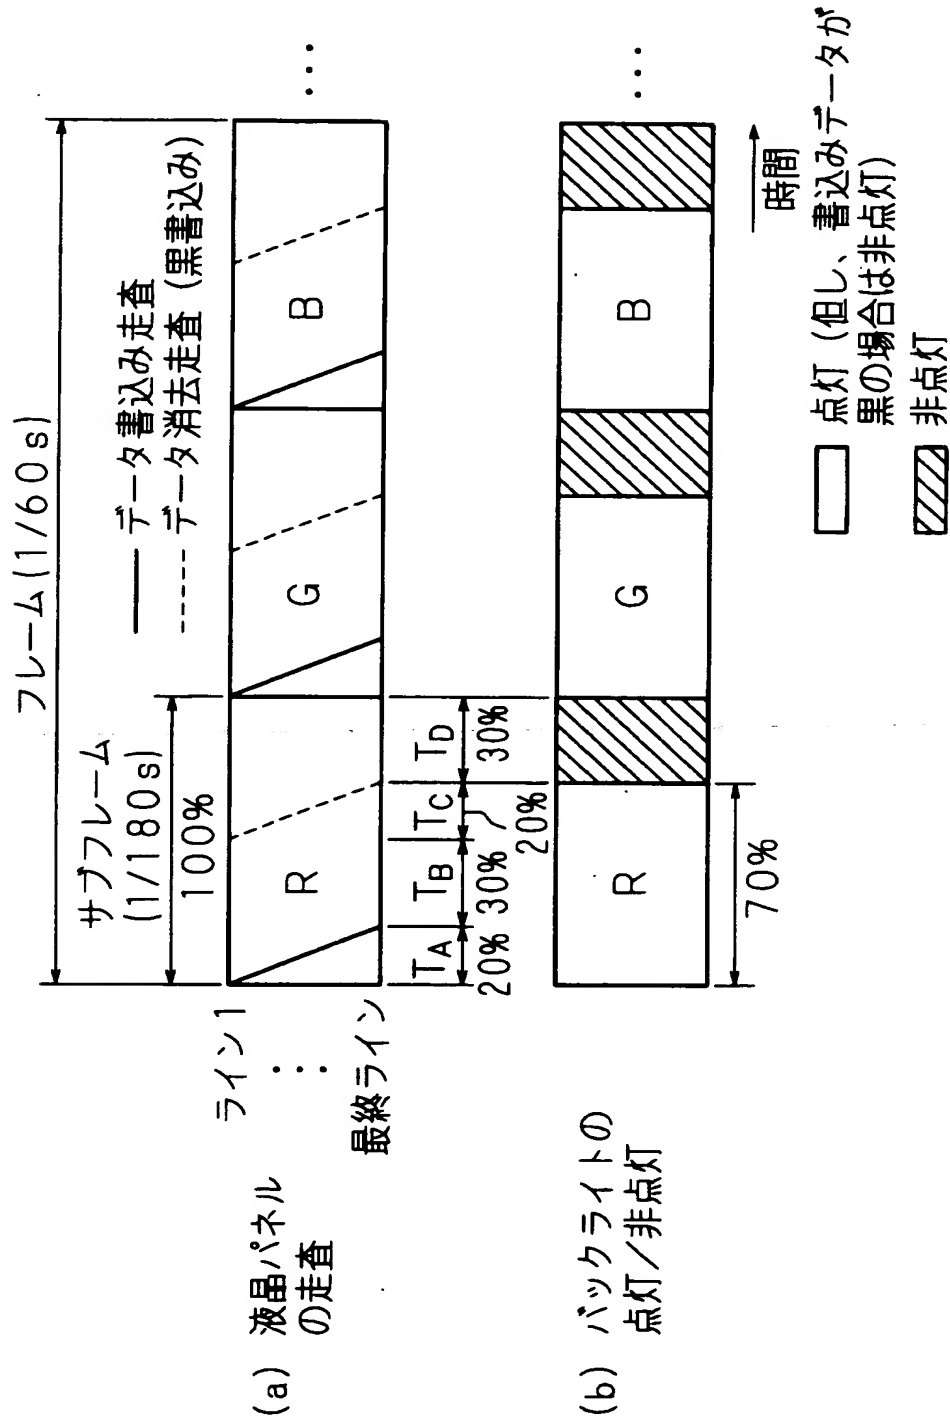 フレーム(1/60s)
サブフレーム
(1/180s)
100%
データ書込み走査
データ消去走査 (黒書込み)
(a) 液晶パネル
の走査
ライン1
⋮
最終ライン
R
G
B
...
TA
TB
TC
TD
20%
30%
20%
30%
(b) バックライトの
点灯/非点灯
R
G
B
...
70%
時間
点灯 (但し、書込みデータが
黒の場合は非点灯)
非点灯